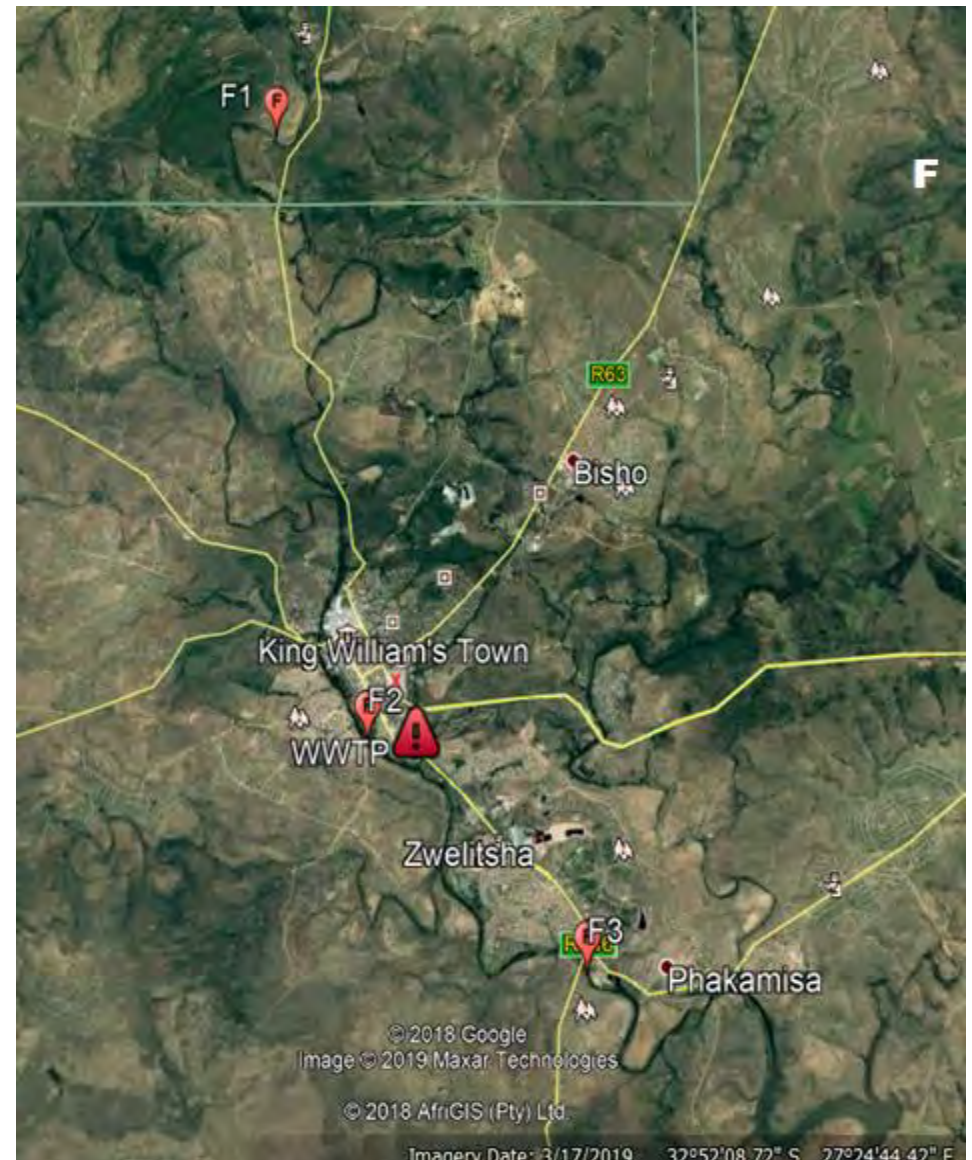 F1
F
F
R63
Bisho
King William's Town
F2
WWTP
Zwelitsha
F3
Phakamisa
© 2018 Google
Image © 2019 Maxar Technologies
© 2018 AfriGIS (Pty) Ltd.
Imagery Date: 3/17/2019 32°52'08.72" S 27°24'44.42" E